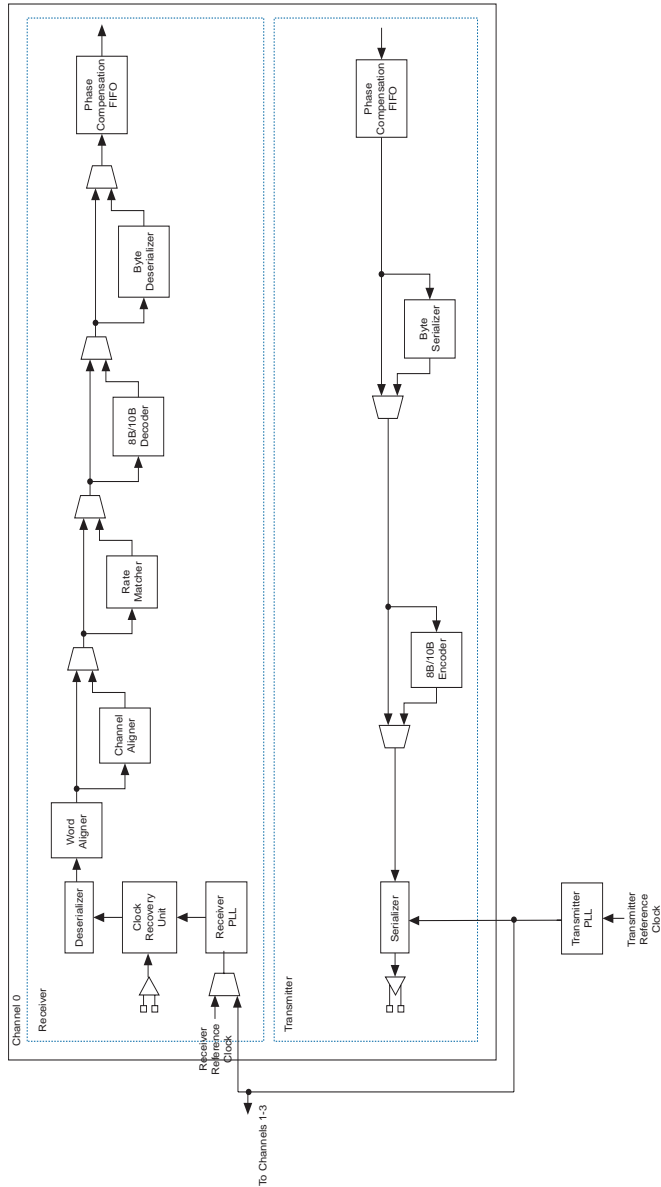 Channel 0
Receiver
Deserializer
Word
Aligner
Channel
Aligner
Rate
Matcher
8B/10B
Decoder
Byte
Deserializer
Phase
Compensation
FIFO
Clock
Recovery
Unit
Receiver
PLL
Receiver
Reference
Clock
Transmitter
Serializer
8B/10B
Encoder
Byte
Serializer
Phase
Compensation
FIFO
To Channels 1-3
Transmitter
PLL
Transmitter
Reference
Clock